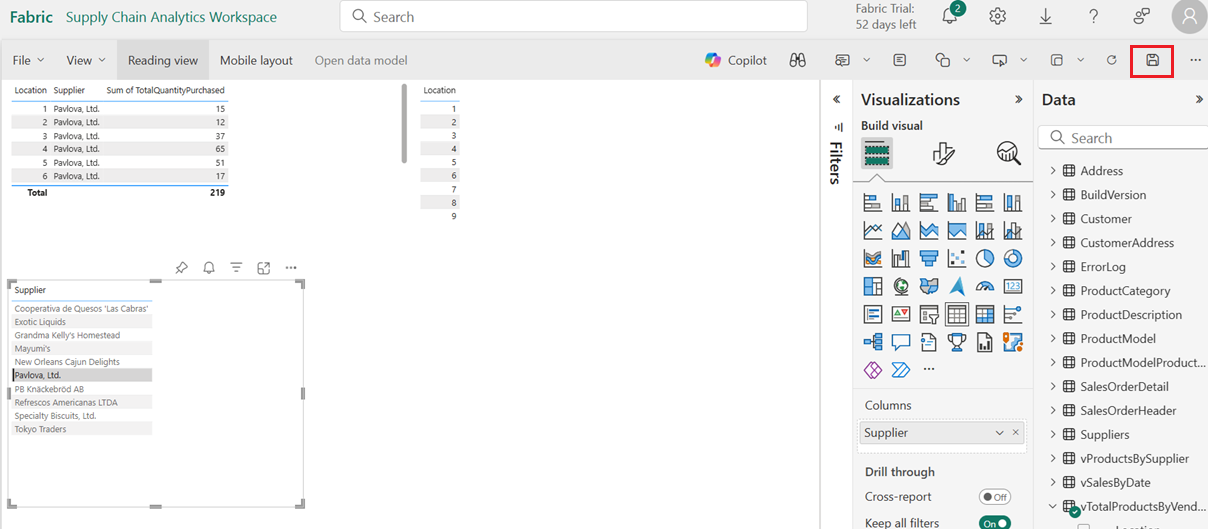 Fabric Supply Chain Analytics Workspace
Search
Fabric Trial:
52 days left
2
File View Reading view Mobile layout Open data model
Copilot
Location Supplier Sum of TotalQuantityPurchased
1 Pavlova, Ltd. 15
2 Pavlova, Ltd. 12
3 Pavlova, Ltd. 37
4 Pavlova, Ltd. 65
5 Pavlova, Ltd. 51
6 Pavlova, Ltd. 17
Total 219
Location
1
2
3
4
5
6
7
8
9
Supplier
Cooperativa de Quesos 'Las Cabras'
Exotic Liquids
Grandma Kelly's Homestead
Mayumi's
New Orleans Cajun Delights
Pavlova, Ltd.
PB Knäckebröd AB
Refrescos Americanas LTDA
Specialty Biscuits, Ltd.
Tokyo Traders
Filters
Visualizations
Build visual
123
Columns
Supplier
Drill through
Cross-report Off
Keep all filters On
Data
Search
Address
BuildVersion
Customer
CustomerAddress
ErrorLog
ProductCategory
ProductDescription
ProductModel
ProductModelProduct...
SalesOrderDetail
SalesOrderHeader
Suppliers
vProductsBySupplier
vSalesByDate
vTotalProductsByVend...